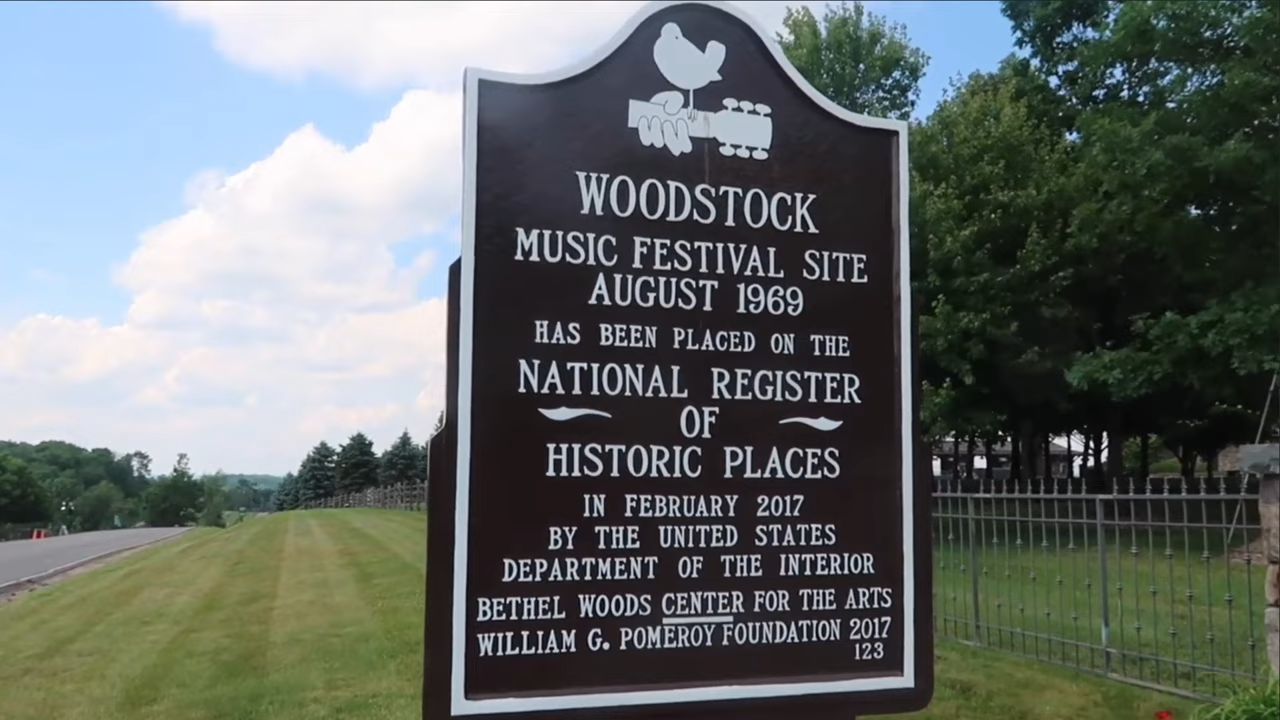 WOODSTOCK
MUSIC FESTIVAL SITE
AUGUST 1969
HAS BEEN PLACED ON THE
NATIONAL REGISTER
OF
HISTORIC PLACES
IN FEBRUARY 2017
BY THE UNITED STATES
DEPARTMENT OF THE INTERIOR
BETHEL WOODS CENTER FOR THE ARTS
WILLIAM G. POMEROY FOUNDATION 2017
123